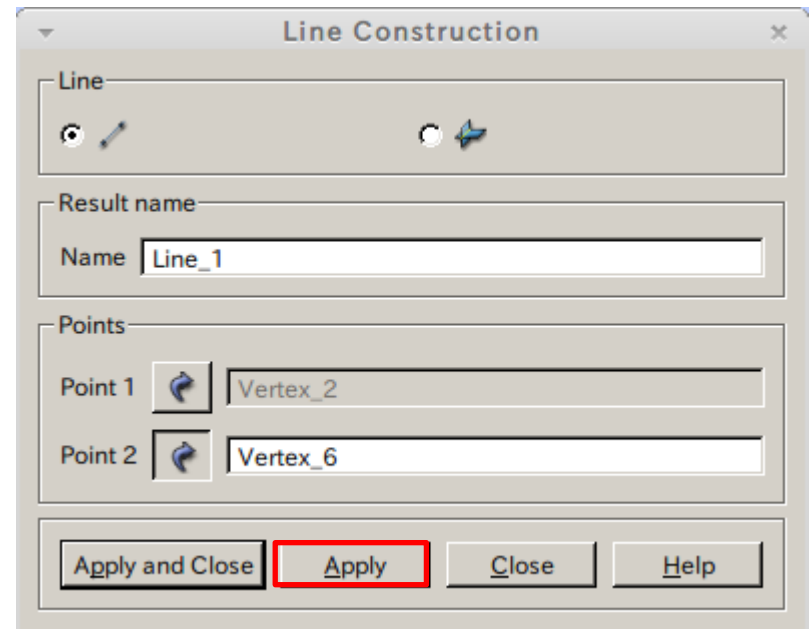 Line Construction
Line
Result name
Name Line_1
Points
Point 1 Vertex_2
Point 2 Vertex_6
Apply and Close Apply Close Help